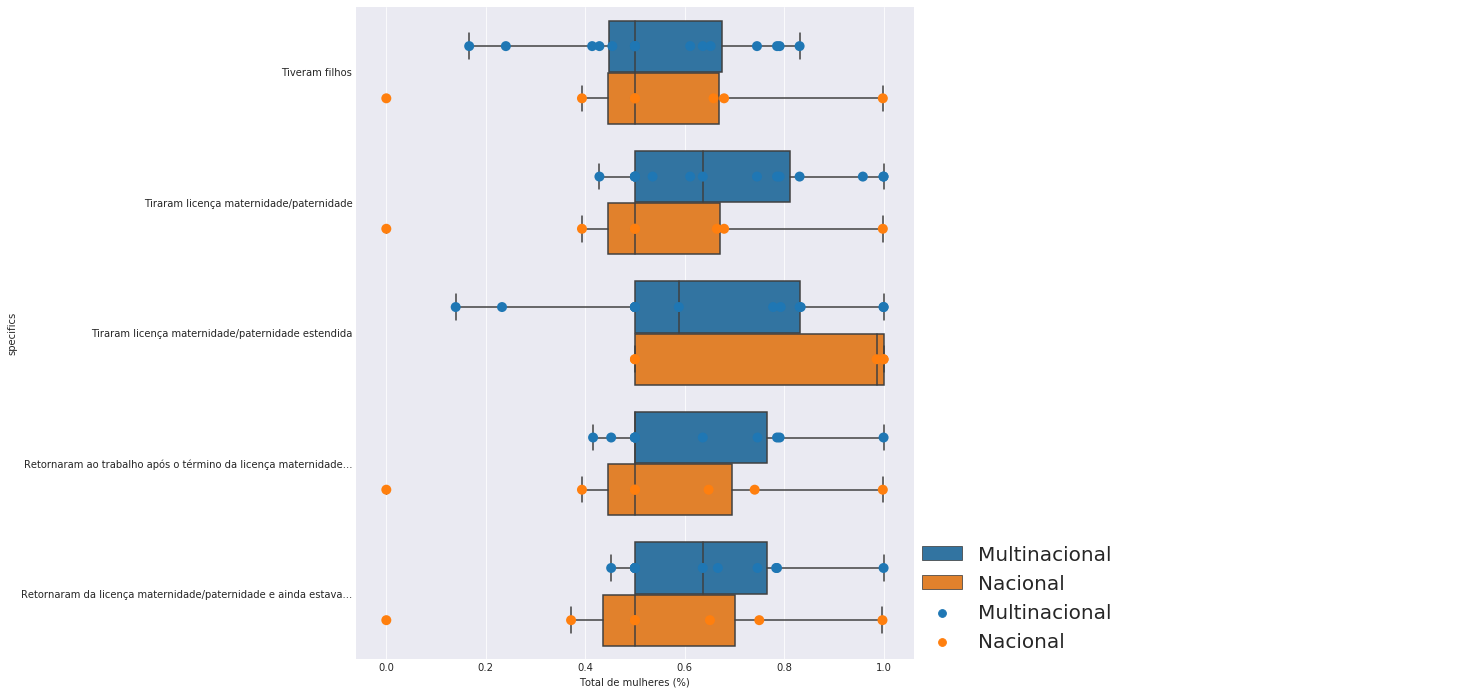 Tiveram filhos
Tiraram licença maternidade/paternidade
specifics
Tiraram licença maternidade/paternidade estendida
Retornaram ao trabalho após o término da licença maternidade...
Retornaram da licença maternidade/paternidade e ainda estava...
0.0 0.2 0.4 0.6 0.8 1.0
Total de mulheres (%)
Multinacional
Nacional
Multinacional
Nacional